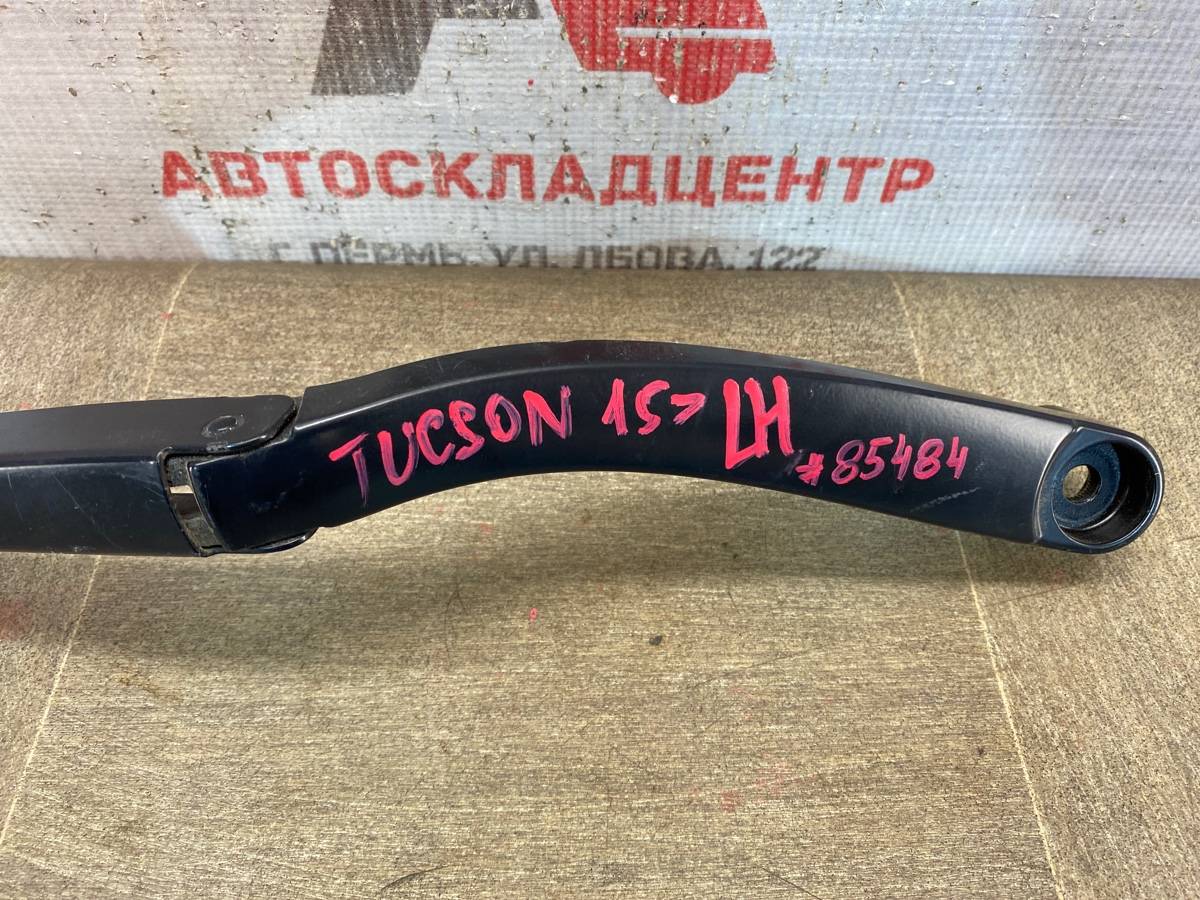 АВТОСКЛАДЦЕНТР
Г. ПЕРМЬ, УЛ. ЛБОВА, 122
TUCSON 15> LH
#85484